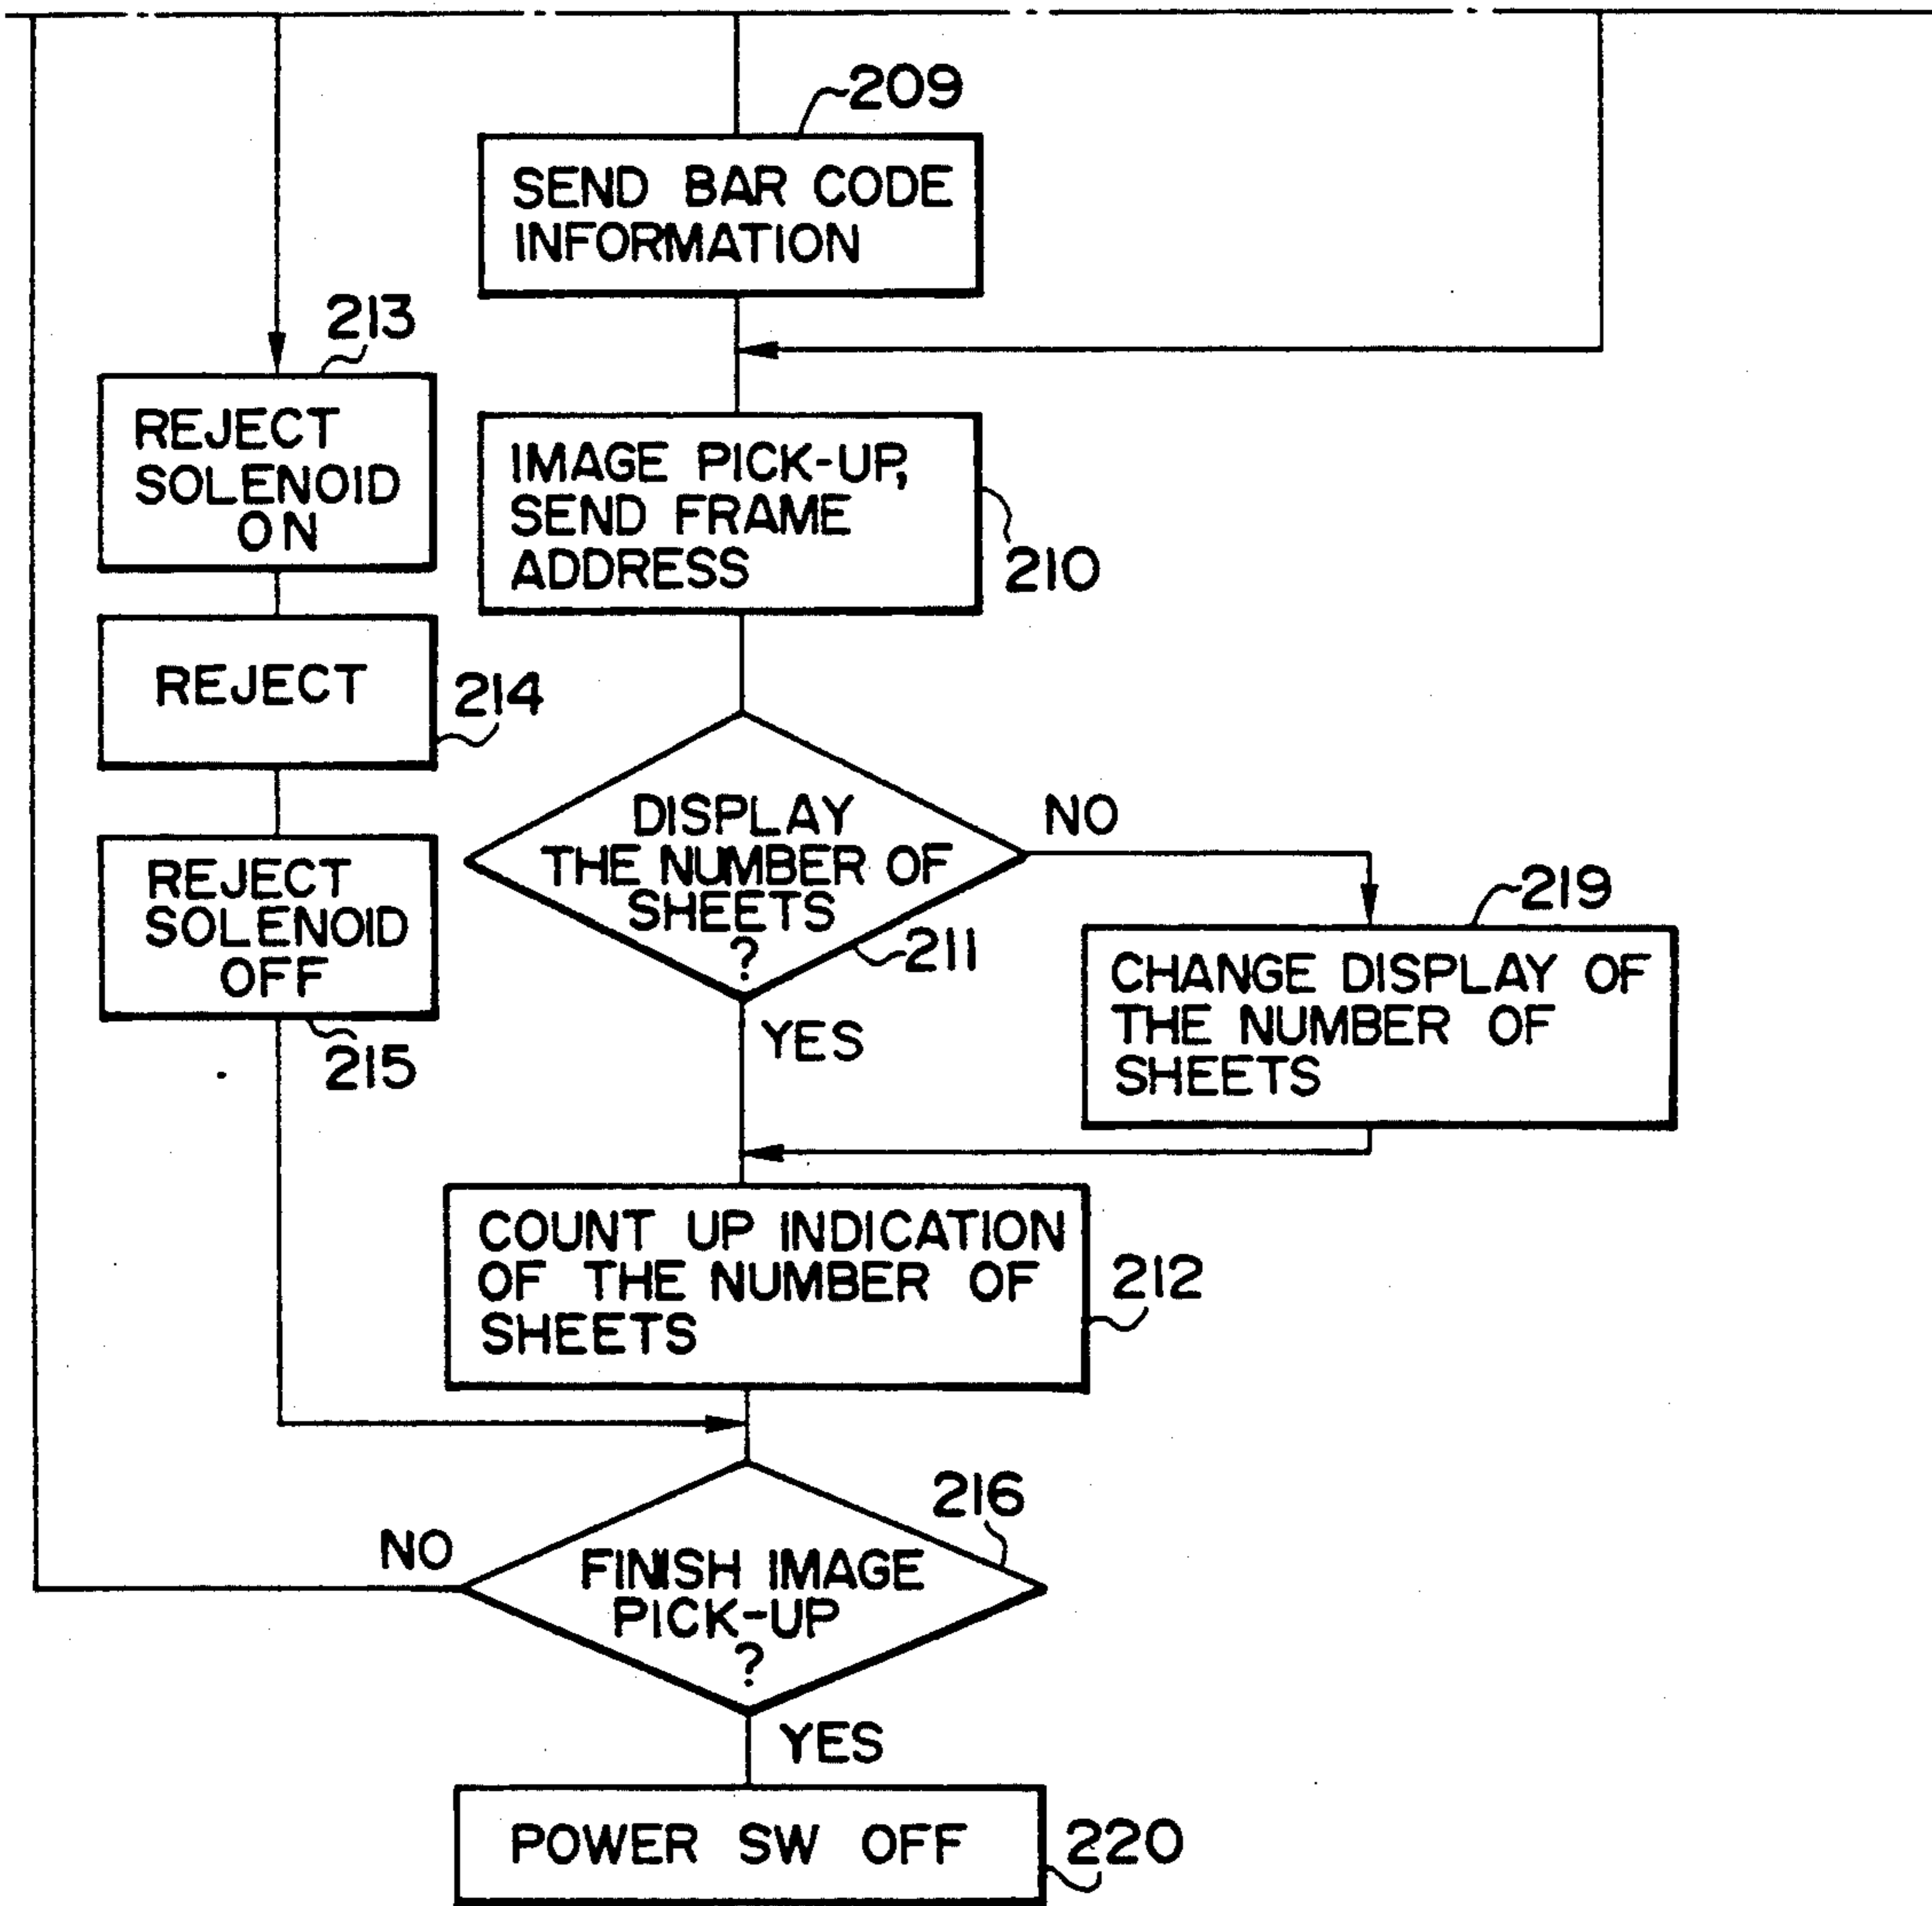 209
SEND BAR CODE
INFORMATION
213
REJECT
SOLENOID
ON
IMAGE PICK-UP,
SEND FRAME
ADDRESS
210
REJECT
214
DISPLAY
THE NUMBER OF
SHEETS
?
211
NO
YES
REJECT
SOLENOID
OFF
215
219
CHANGE DISPLAY OF
THE NUMBER OF
SHEETS
COUNT UP INDICATION
OF THE NUMBER OF
SHEETS
212
216
NO
FINISH IMAGE
PICK-UP
?
YES
POWER SW OFF
220